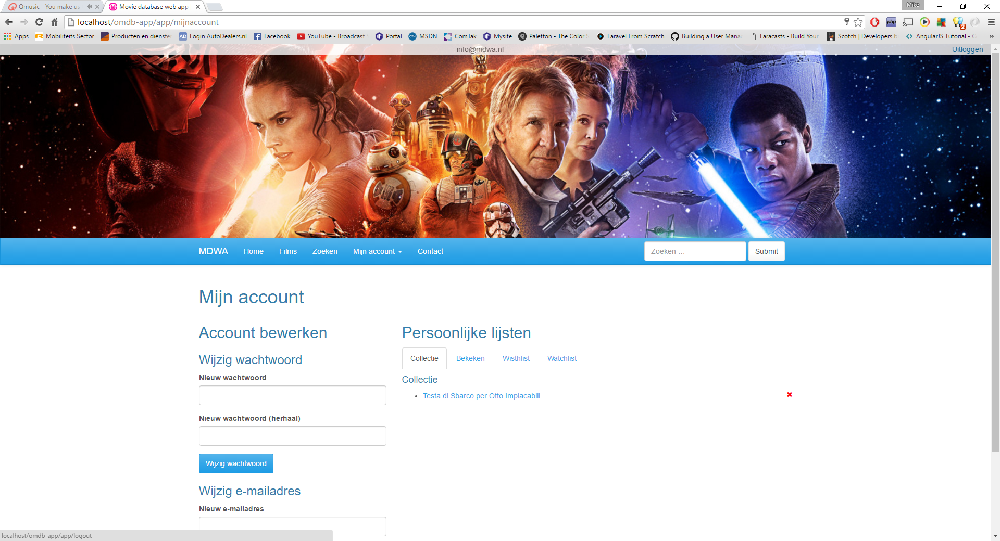 Qmusic - You make us
Movie database web app
Mike
localhost/omdb-app/app/mijnaccount
php
2
Apps
Mobiliteits Sector
Producten en dienste
AD Login AutoDealers.nl
Facebook
YouTube - Broadcast
Portal
MSDN
ComTak
Mysite
Paletton - The Color S
Laravel From Scratch
Building a User Mana
Laracasts - Build Your
Scotch | Developers b
AngularJS Tutorial - C
»
info@mdwa.nl
Uitloggen
MDWA
Home
Films
Zoeken
Mijn account
Contact
Zoeken ...
Submit
Mijn account
Account bewerken
Wijzig wachtwoord
Nieuw wachtwoord
Nieuw wachtwoord (herhaal)
Wijzig wachtwoord
Wijzig e-mailadres
Nieuw e-mailadres
Persoonlijke lijsten
Collectie
Bekeken
Wisthlist
Watchlist
Collectie
• Testa di Sbarco per Otto Implacabili
localhost/omdb-app/app/logout